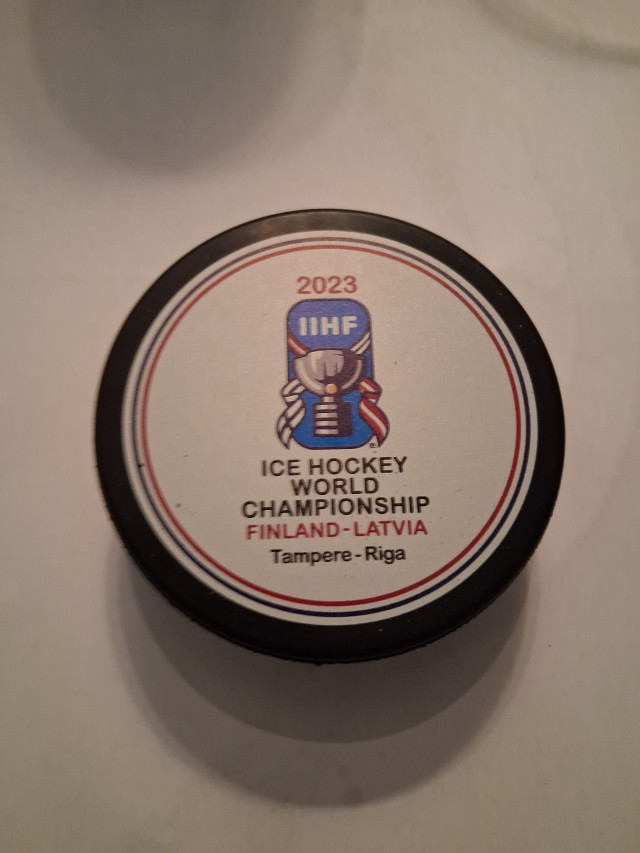 2023
IIHF
ICE HOCKEY
WORLD
CHAMPIONSHIP
FINLAND-LATVIA
Tampere-Riga